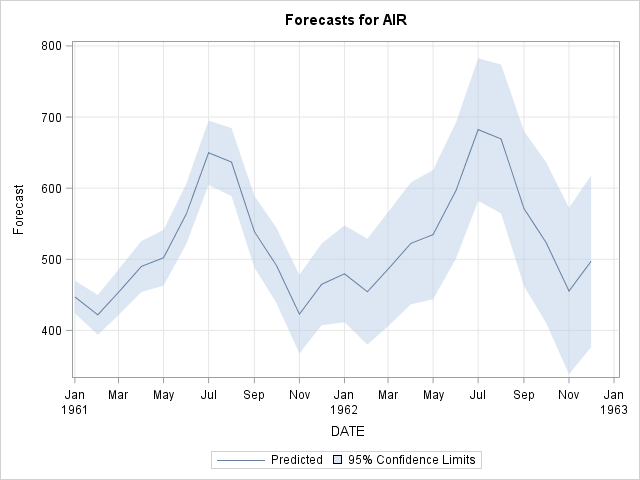 Forecasts for AIR
800
700
600
500
400
Forecast
Jan Mar May Jul Sep Nov Jan Mar May Jul Sep Nov Jan
1961 1962 1963
DATE
Predicted 95% Confidence Limits